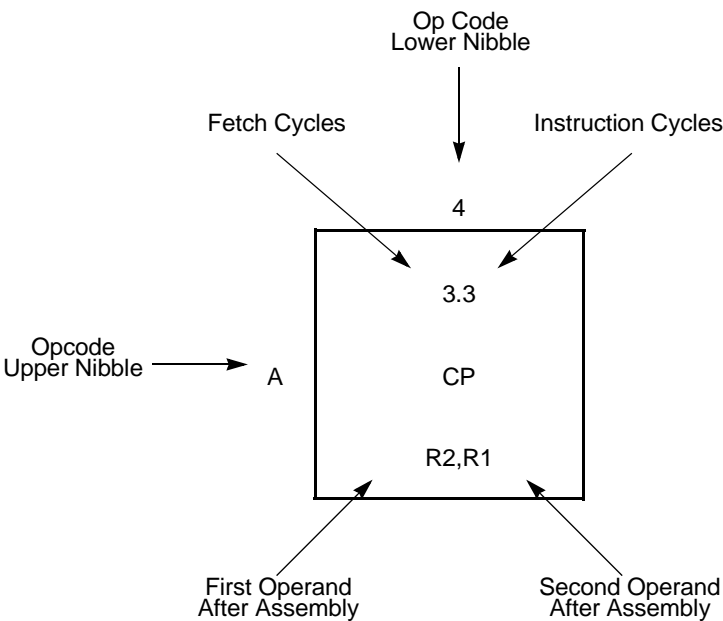 Op Code
Lower Nibble
Fetch Cycles
Instruction Cycles
4
3.3
Opcode
Upper Nibble
A
CP
R2,R1
First Operand
After Assembly
Second Operand
After Assembly